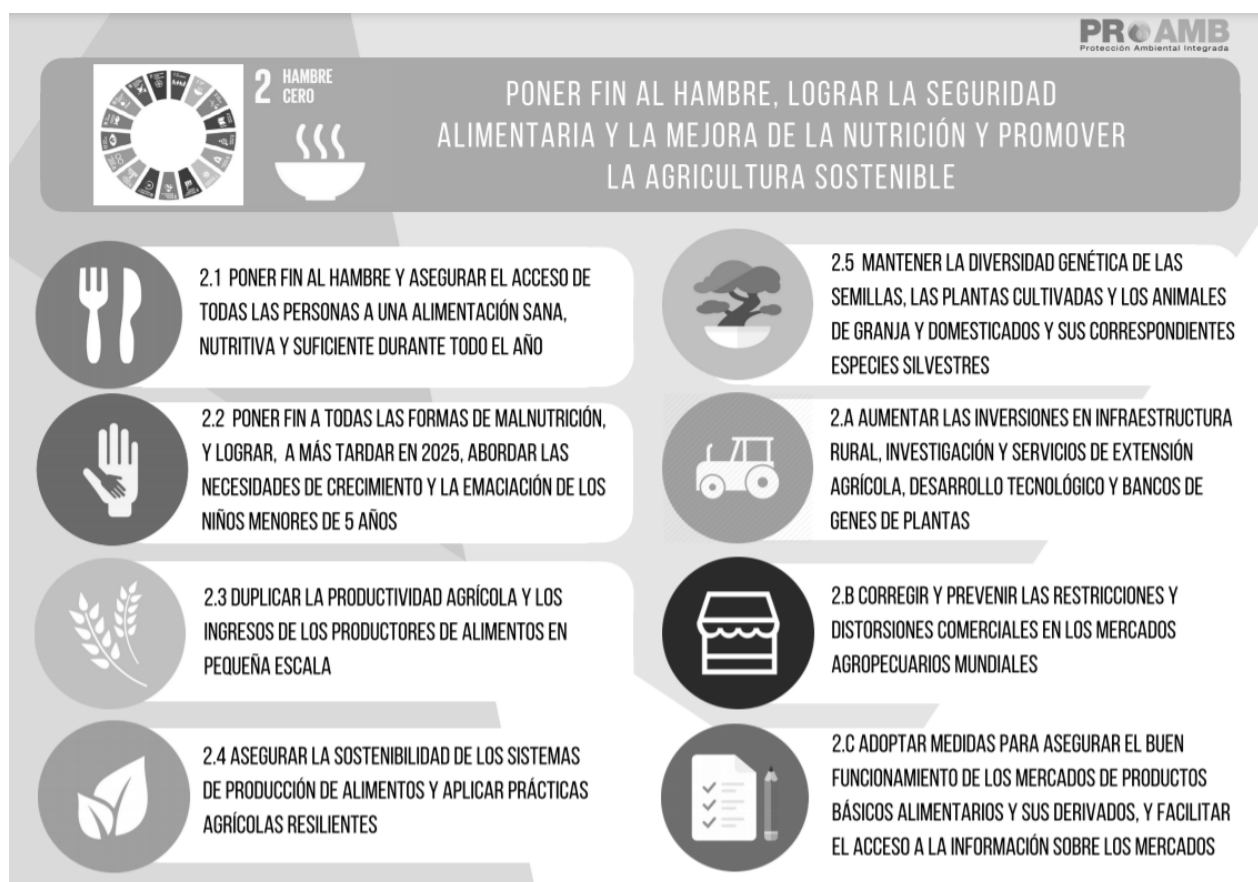 PROAMB
Protección Ambiental Integrada
2 HAMBRE
CERO
PONER FIN AL HAMBRE, LOGRAR LA SEGURIDAD
ALIMENTARIA Y LA MEJORA DE LA NUTRICIÓN Y PROMOVER
LA AGRICULTURA SOSTENIBLE
2.1 PONER FIN AL HAMBRE Y ASEGURAR EL ACCESO DE
TODAS LAS PERSONAS A UNA ALIMENTACIÓN SANA,
NUTRITIVA Y SUFICIENTE DURANTE TODO EL AÑO
2.2 PONER FIN A TODAS LAS FORMAS DE MALNUTRICIÓN,
Y LOGRAR, A MÁS TARDAR EN 2025, ABORDAR LAS
NECESIDADES DE CRECIMIENTO Y LA EMACIACIÓN DE LOS
NIÑOS MENORES DE 5 AÑOS
2.3 DUPLICAR LA PRODUCTIVIDAD AGRÍCOLA Y LOS
INGRESOS DE LOS PRODUCTORES DE ALIMENTOS EN
PEQUEÑA ESCALA
2.4 ASEGURAR LA SOSTENIBILIDAD DE LOS SISTEMAS
DE PRODUCCIÓN DE ALIMENTOS Y APLICAR PRÁCTICAS
AGRÍCOLAS RESILIENTES
2.5 MANTENER LA DIVERSIDAD GENÉTICA DE LAS
SEMILLAS, LAS PLANTAS CULTIVADAS Y LOS ANIMALES
DE GRANJA Y DOMESTICADOS Y SUS CORRESPONDIENTES
ESPECIES SILVESTRES
2.A AUMENTAR LAS INVERSIONES EN INFRAESTRUCTURA
RURAL, INVESTIGACIÓN Y SERVICIOS DE EXTENSIÓN
AGRÍCOLA, DESARROLLO TECNOLÓGICO Y BANCOS DE
GENES DE PLANTAS
2.B CORREGIR Y PREVENIR LAS RESTRICCIONES Y
DISTORSIONES COMERCIALES EN LOS MERCADOS
AGROPECUARIOS MUNDIALES
2.C ADOPTAR MEDIDAS PARA ASEGURAR EL BUEN
FUNCIONAMIENTO DE LOS MERCADOS DE PRODUCTOS
BÁSICOS ALIMENTARIOS Y SUS DERIVADOS, Y FACILITAR
EL ACCESO A LA INFORMACIÓN SOBRE LOS MERCADOS